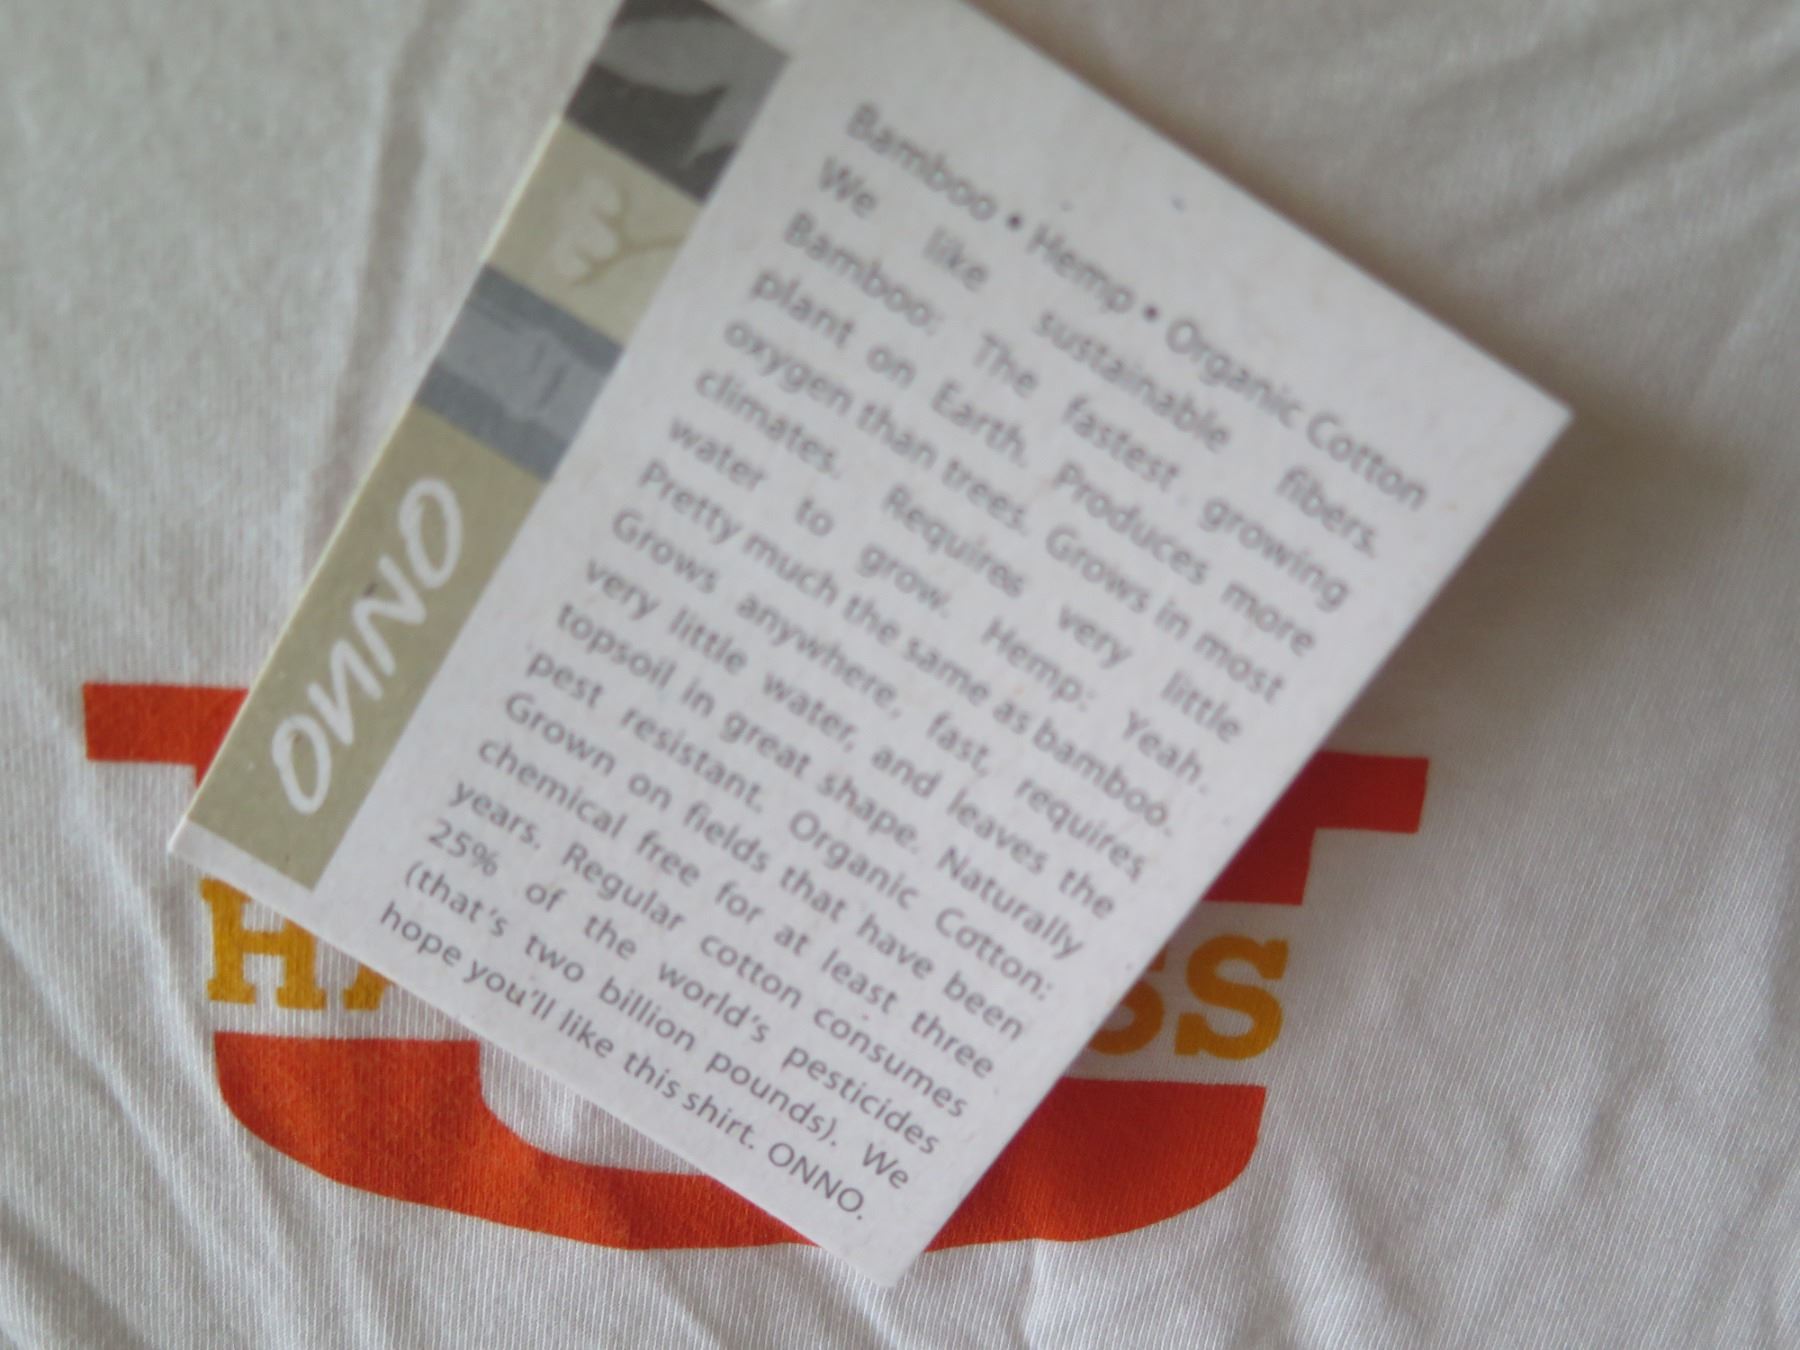 Bamboo • Hemp • Organic Cotton
We like sustainable fibers.
Bamboo: The fastest growing
plant on Earth. Produces more
oxygen than trees. Grows in most
climates. Requires very little
water to grow. Hemp: Yeah.
Pretty much the same as bamboo.
Grows anywhere, fast, requires
very little water, and leaves the
topsoil in great shape. Naturally
pest resistant. Organic Cotton:
Grown on fields that have been
chemical free for at least three
years. Regular cotton consumes
25% of the world's pesticides
(that's two billion pounds). We
hope you'll like this shirt. ONNO.
ONNO